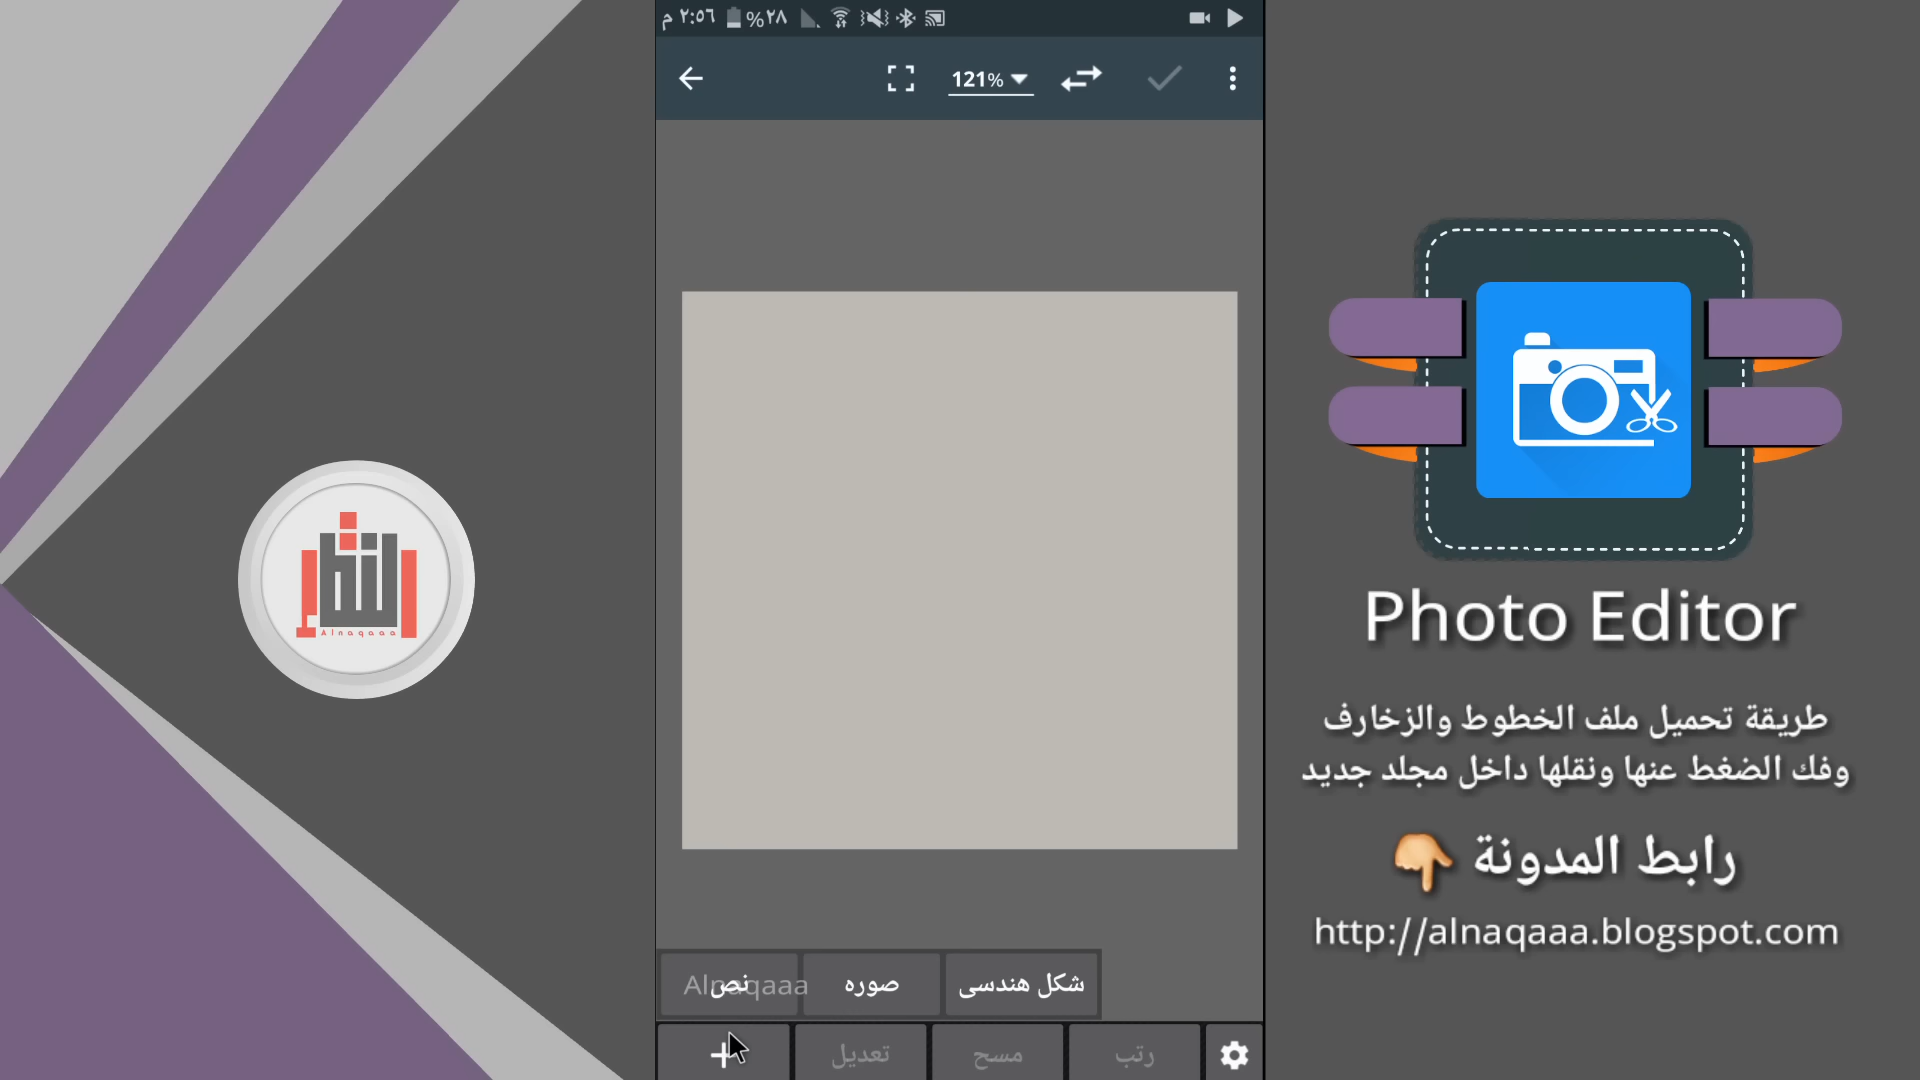 ٢:٥٦ م
%٢٨
121%
نص
صوره
شكل هندسى
Alnaqaaa
تعديل
مسح
رتب
Alnaqaaa
Photo Editor
طريقة تحميل ملف الخطوط والزخارف
وفك الضغط عنها ونقلها داخل مجلد جديد
رابط المدونة 👇
http://alnaqaaa.blogspot.com